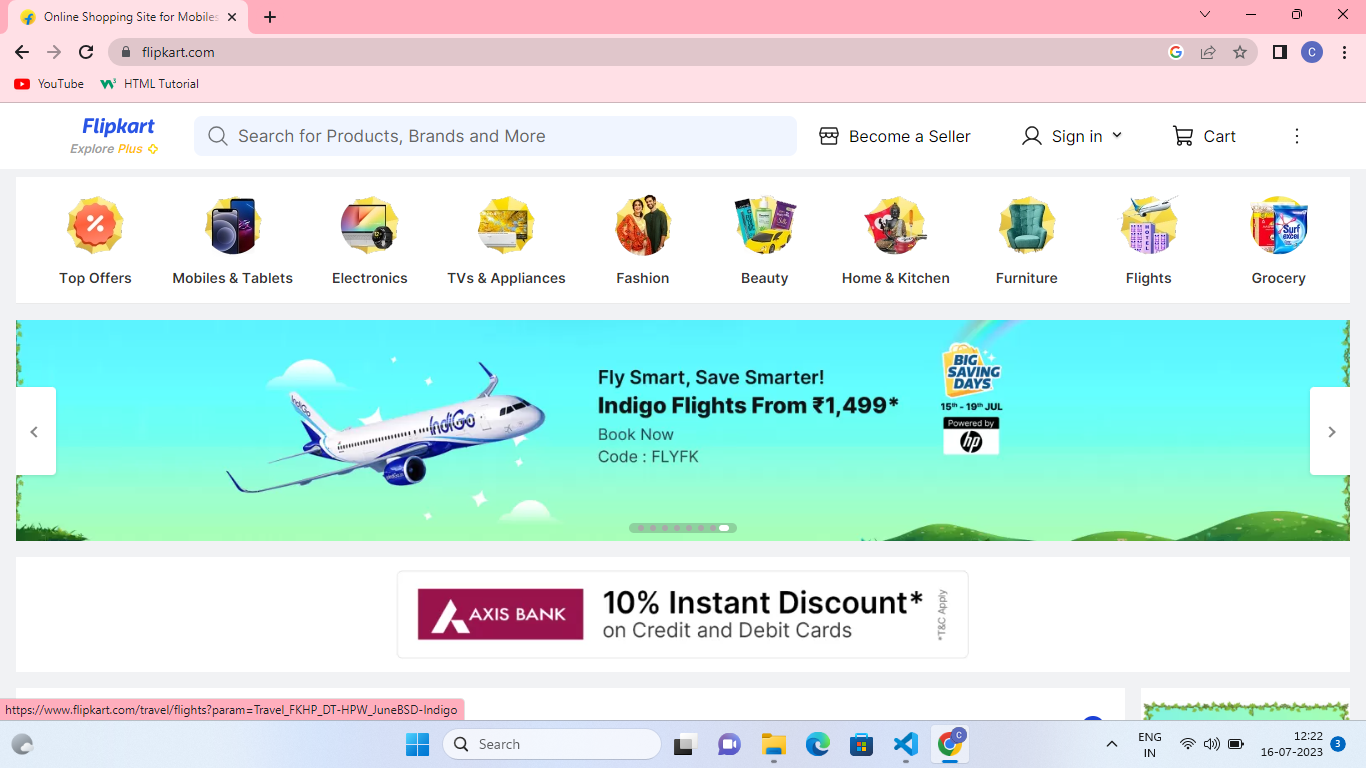 Online Shopping Site for Mobiles
flipkart.com
YouTube
HTML Tutorial
Flipkart
Explore Plus
Search for Products, Brands and More
Become a Seller
Sign in
Cart
Top Offers
Mobiles & Tablets
Electronics
TVs & Appliances
Fashion
Beauty
Home & Kitchen
Furniture
Flights
Grocery
HOTEL
Surf
excel
IndiGo
IndiGo
Fly Smart, Save Smarter!
Indigo Flights From ₹1,499*
Book Now
Code : FLYFK
BIG
SAVING
DAYS
15th - 19th JUL
Powered by
hp
AXIS BANK
10% Instant Discount*
on Credit and Debit Cards
*T&C Apply
https://www.flipkart.com/travel/flights?param=Travel_FKHP_DT-HPW_JuneBSD-Indigo
Search
C
C
ENG
IN
12:22
16-07-2023
3